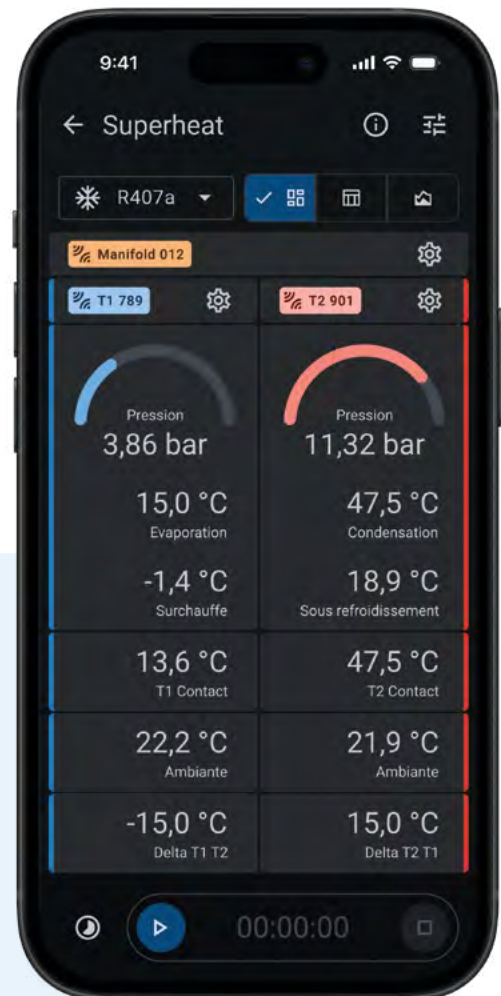 9:41
Superheat
R407a
Manifold 012
T1 789
T2 901
Pression
3,86 bar
Pression
11,32 bar
15,0 °C
Evaporation
47,5 °C
Condensation
-1,4 °C
Surchauffe
18,9 °C
Sous refroidissement
13,6 °C
T1 Contact
47,5 °C
T2 Contact
22,2 °C
Ambiante
21,9 °C
Ambiante
-15,0 °C
Delta T1 T2
15,0 °C
Delta T2 T1
00:00:00